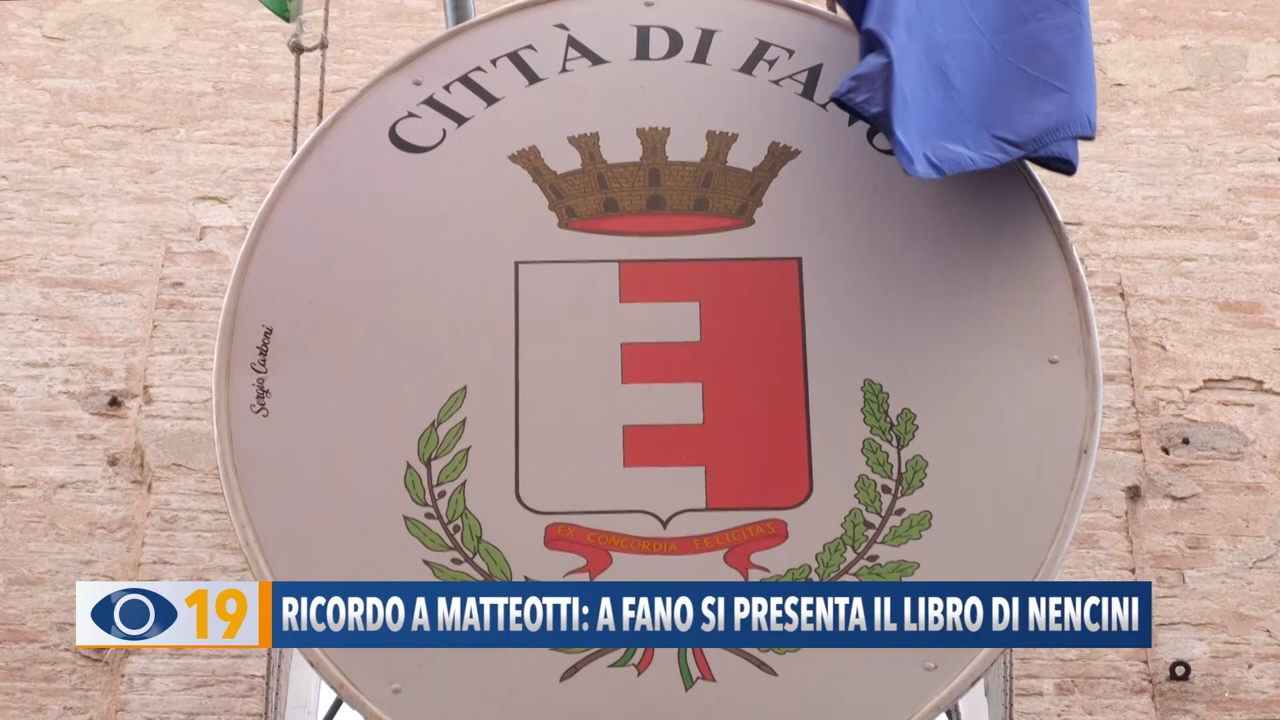 CITTÀ DI FANO
Sergio Carboni
EX CONCORDIA FELICITAS
19
RICORDO A MATTEOTTI: A FANO SI PRESENTA IL LIBRO DI NENCINI